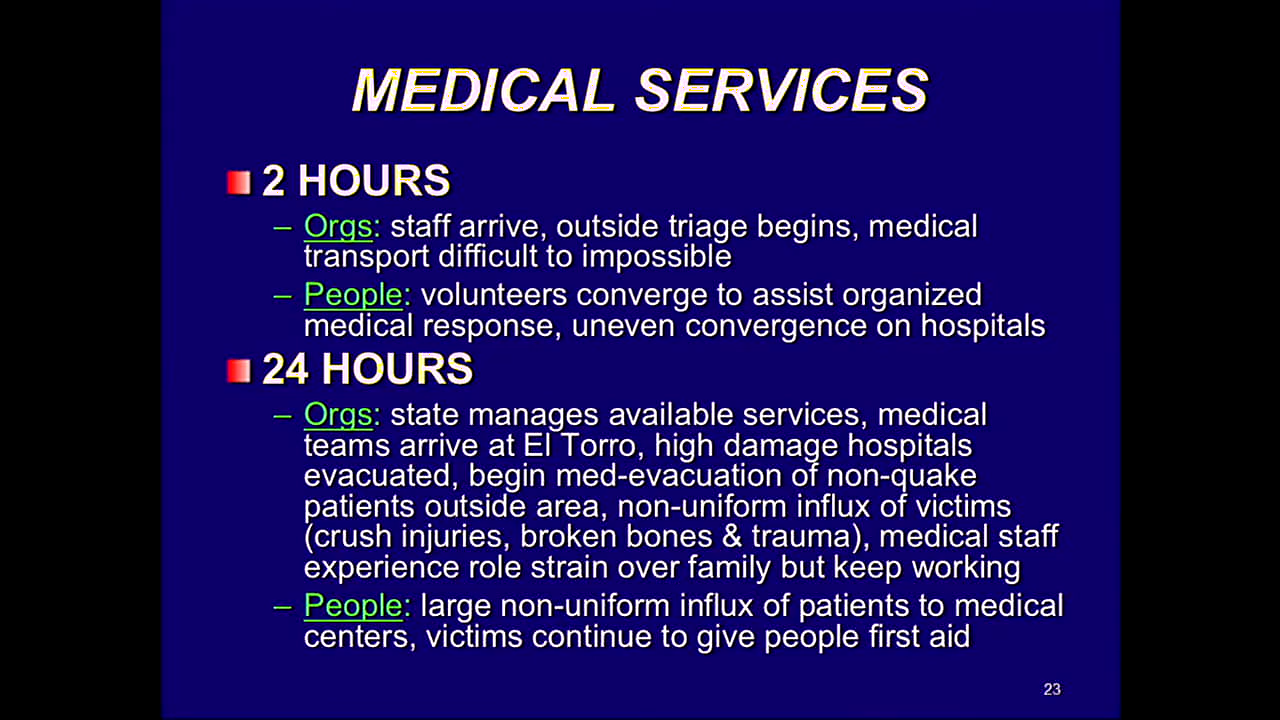 MEDICAL SERVICES
2 HOURS
– Orgs: staff arrive, outside triage begins, medical
transport difficult to impossible
– People: volunteers converge to assist organized
medical response, uneven convergence on hospitals
24 HOURS
– Orgs: state manages available services, medical
teams arrive at El Torro, high damage hospitals
evacuated, begin med-evacuation of non-quake
patients outside area, non-uniform influx of victims
(crush injuries, broken bones & trauma), medical staff
experience role strain over family but keep working
– People: large non-uniform influx of patients to medical
centers, victims continue to give people first aid
23